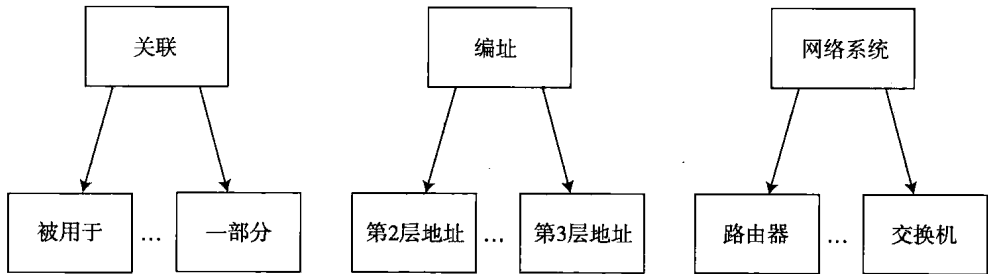 关联 编址 网络系统
被用于 … 一部分 第2层地址 … 第3层地址 路由器 … 交换机